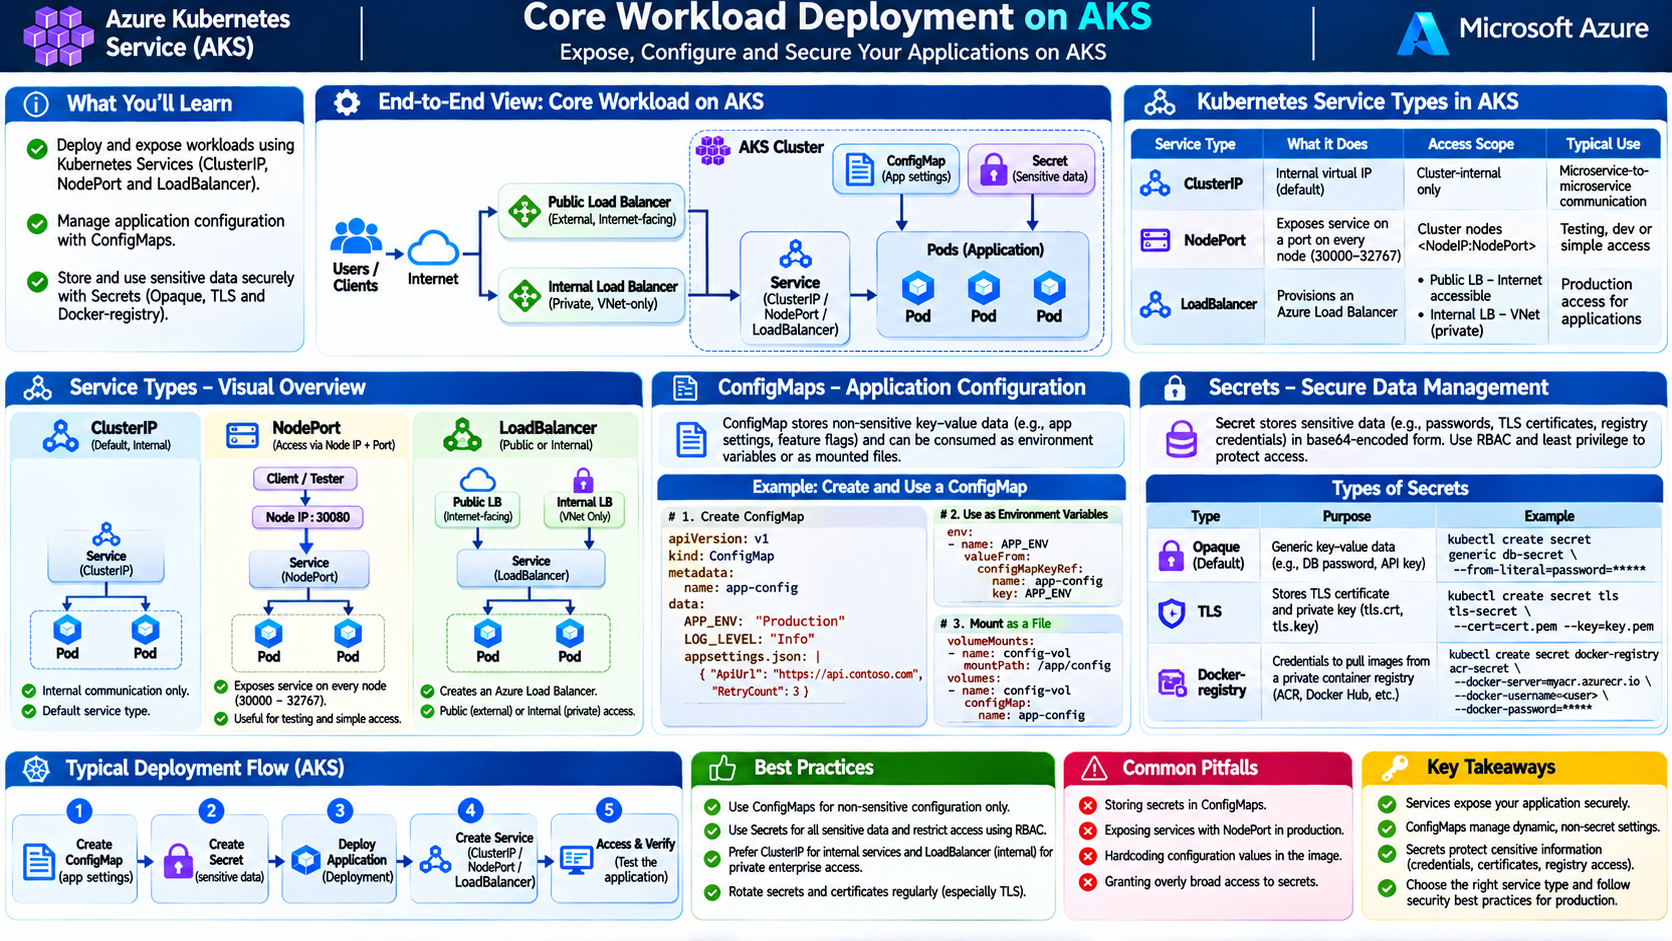 Azure Kubernetes
Service (AKS)
Core Workload Deployment on AKS
Expose, Configure and Secure Your Applications on AKS
Microsoft Azure
What You'll Learn
Deploy and expose workloads using
Kubernetes Services (ClusterIP,
NodePort and LoadBalancer).
Manage application configuration
with ConfigMaps.
Store and use sensitive data securely
with Secrets (Opaque, TLS and
Docker-registry).
End-to-End View: Core Workload on AKS
Users /
Clients
Internet
Public Load Balancer
(External, Internet-facing)
Internal Load Balancer
(Private, VNet-only)
AKS Cluster
ConfigMap
(App settings)
Secret
(Sensitive data)
Service
(ClusterIP /
NodePort /
LoadBalancer)
Pods (Application)
Pod
Pod
Pod
Kubernetes Service Types in AKS
Service Type
What it Does
Access Scope
Typical Use
ClusterIP
Internal virtual IP
(default)
Cluster-internal
only
Microservice-to-
microservice
communication
NodePort
Exposes service on
a port on every
node (30000–32767)
Cluster nodes
<NodeIP:NodePort>
Testing, dev or
simple access
LoadBalancer
Provisions an
Azure Load Balancer
• Public LB – Internet
accessible
• Internal LB – VNet
(private)
Production
access for
applications
Service Types – Visual Overview
ClusterIP
(Default, Internal)
Service
(ClusterIP)
Pod
Pod
Internal communication only.
Default service type.
NodePort
(Access via Node IP + Port)
Client / Tester
Node IP : 30080
Service
(NodePort)
Pod
Pod
Exposes service on every node
(30000 – 32767).
Useful for testing and simple access.
LoadBalancer
(Public or Internal)
Public LB
(Internet-facing)
Internal LB
(VNet Only)
Service
(LoadBalancer)
Pod
Pod
Creates an Azure Load Balancer.
Public (external) or Internal (private) access.
ConfigMaps – Application Configuration
ConfigMap stores non-sensitive key-value data (e.g., app
settings, feature flags) and can be consumed as environment
variables or as mounted files.
Example: Create and Use a ConfigMap
# 1. Create ConfigMap
apiVersion: v1
kind: ConfigMap
metadata:
name: app-config
data:
APP_ENV: "Production"
LOG_LEVEL: "Info"
appsettings.json: |
{ "ApiUrl": "https://api.contoso.com",
"RetryCount": 3 }
# 2. Use as Environment Variables
env:
- name: APP_ENV
valueFrom:
configMapKeyRef:
name: app-config
key: APP_ENV
# 3. Mount as a File
volumeMounts:
- name: config-vol
mountPath: /app/config
volumes:
- name: config-vol
configMap:
name: app-config
Secrets – Secure Data Management
Secret stores sensitive data (e.g., passwords, TLS certificates, registry
credentials) in base64-encoded form. Use RBAC and least privilege to
protect access.
Types of Secrets
Type
Purpose
Example
Opaque
(Default)
Generic key-value data
(e.g., DB password, API key)
kubectl create secret
generic db-secret \
--from-literal=password=*****
TLS
Stores TLS certificate
and private key (tls.crt,
tls.key)
kubectl create secret tls
tls-secret \
--cert=cert.pem --key=key.pem
Docker-
registry
Credentials to pull images from
a private container registry
(ACR, Docker Hub, etc.)
kubectl create secret docker-registry
acr-secret \
--docker-server=myacr.azurecr.io \
--docker-username=<user> \
--docker-password=*****
Typical Deployment Flow (AKS)
1
Create
ConfigMap
(app settings)
2
Create
Secret
(sensitive data)
3
Deploy
Application
(Deployment)
4
Create Service
(ClusterIP /
NodePort /
LoadBalancer)
5
Access & Verify
(Test the
application)
Best Practices
Use ConfigMaps for non-sensitive configuration only.
Use Secrets for all sensitive data and restrict access using RBAC.
Prefer ClusterIP for internal services and LoadBalancer (internal) for
private enterprise access.
Rotate secrets and certificates regularly (especially TLS).
Common Pitfalls
Storing secrets in ConfigMaps.
Exposing services with NodePort in production.
Hardcoding configuration values in the image.
Granting overly broad access to secrets.
Key Takeaways
Services expose your application securely.
ConfigMaps manage dynamic, non-secret settings.
Secrets protect censitive information
(credentials, certificates, registry access).
Choose the right service type and follow
security best practices for production.